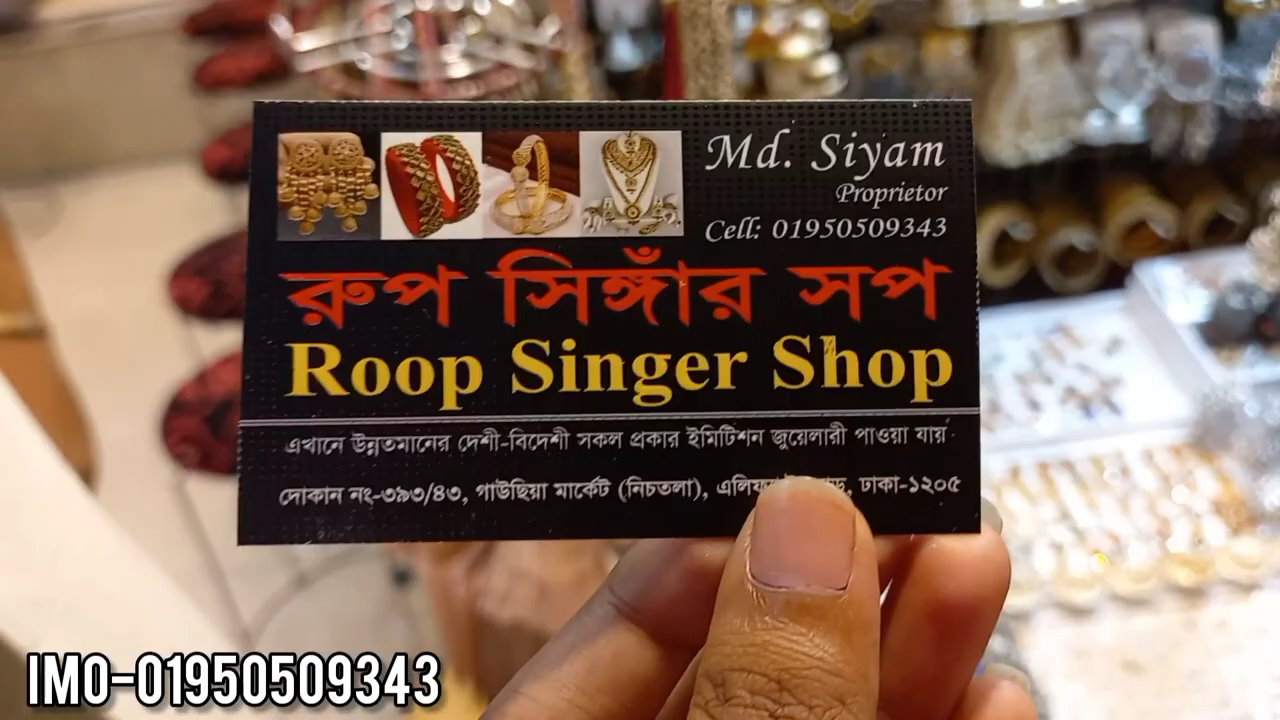 Md. Siyam
Proprietor
Cell: 01950509343
রুপ সিঙ্গাঁর সপ
Roop Singer Shop
এখানে উন্নতমানের দেশী-বিদেশী সকল প্রকার ইমিটিশন জুয়েলারী পাওয়া যায়
দোকান নং-৩৯৩/৪৩, গাউছিয়া মার্কেট (নিচতলা), ঢাকা-১২০৫
IMO-01950509343